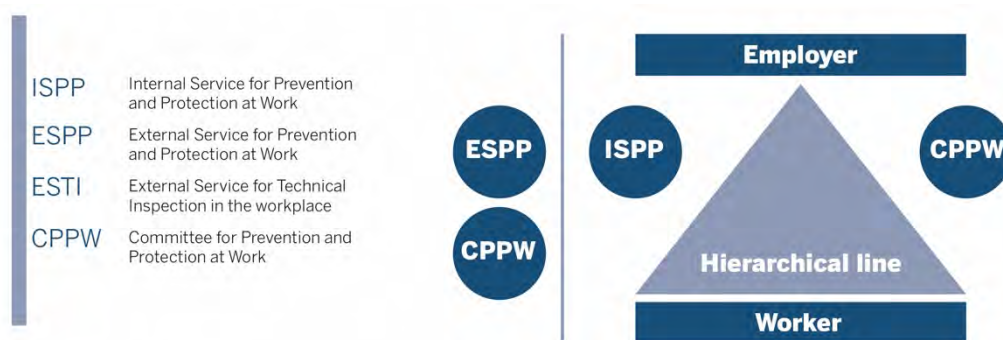 ISPP
Internal Service for Prevention
and Protection at Work
ESPP
External Service for Prevention
and Protection at Work
ESTI
External Service for Technical
Inspection in the workplace
CPPW
Committee for Prevention and
Protection at Work
ESPP
CPPW
Employer
ISPP
CPPW
Hierarchical line
Worker